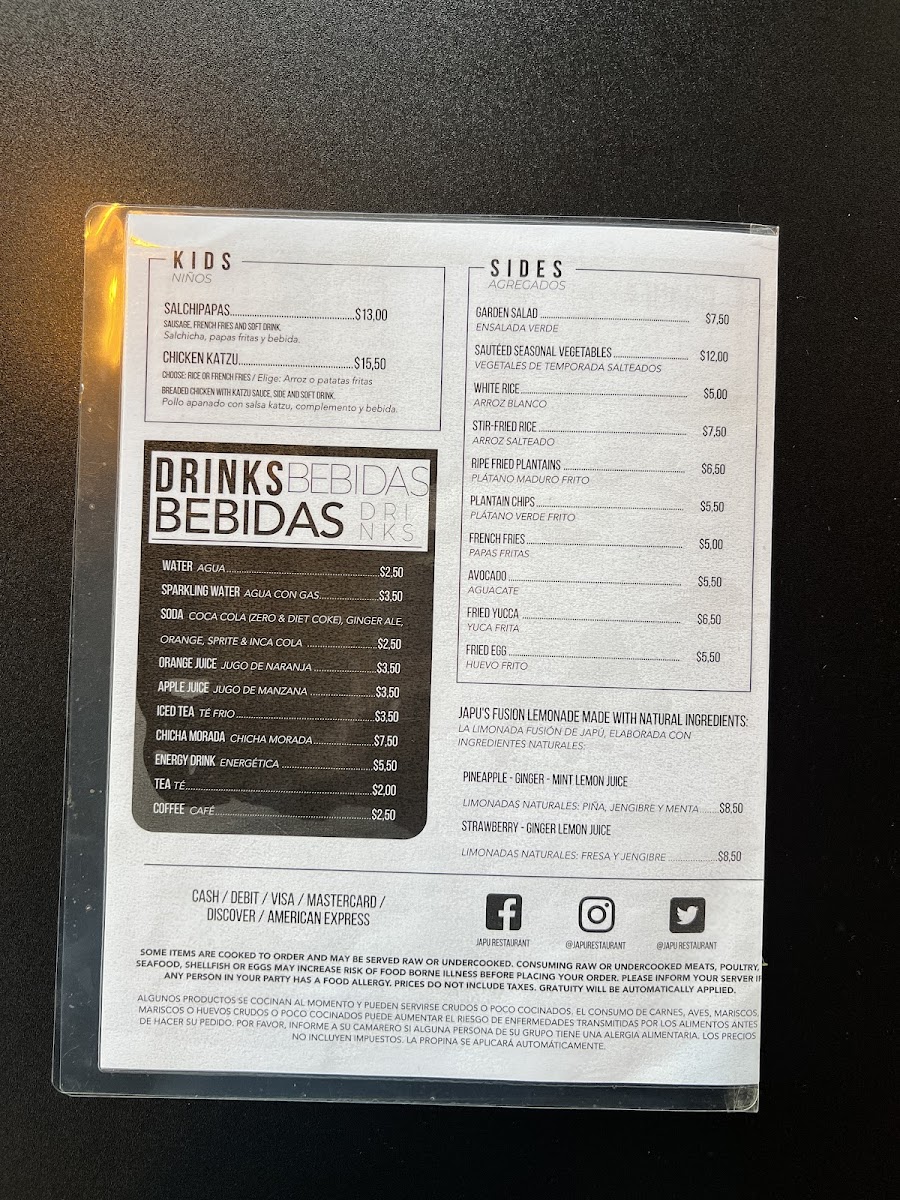 KIDS
NIÑOS
SALCHIPAPAS..............................$13,00
SAUSAGE, FRENCH FRIES AND SOFT DRINK.
Salchicha, papas fritas y bebida.
CHICKEN KATZU..............................$15,50
CHOOSE: RICE OR FRENCH FRIES / Elige: Arroz o patatas fritas
BREADED CHICKEN WITH KATZU SAUCE, SIDE AND SOFT DRINK.
Pollo apanado con salsa katzu, complemento y bebida.
DRINKS BEBIDAS
BEBIDAS DRI
NKS
WATER AGUA..............................$2,50
SPARKLING WATER AGUA CON GAS..............................$3,50
SODA COCA COLA (ZERO & DIET COKE), GINGER ALE,
ORANGE, SPRITE & INCA COLA ..............................$2,50
ORANGE JUICE JUGO DE NARANJA ..............................$3,50
APPLE JUICE JUGO DE MANZANA ..............................$3,50
ICED TEA TÉ FRIO..............................$3,50
CHICHA MORADA CHICHA MORADA..............................$7,50
ENERGY DRINK ENERGÉTICA ..............................$5,50
TEA TÉ..............................$2,00
COFFEE CAFÉ..............................$2,50
SIDES
AGREGADOS
GARDEN SALAD.............................. $7,50
ENSALADA VERDE
SAUTÉED SEASONAL VEGETABLES.............................. $12,00
VEGETALES DE TEMPORADA SALTEADOS
WHITE RICE.............................. $5,00
ARROZ BLANCO
STIR-FRIED RICE.............................. $7,50
ARROZ SALTEADO
RIPE FRIED PLANTAINS.............................. $6,50
PLÁTANO MADURO FRITO
PLANTAIN CHIPS.............................. $5,50
PLÁTANO VERDE FRITO
FRENCH FRIES.............................. $5,00
PAPAS FRITAS
AVOCADO.............................. $5,50
AGUACATE
FRIED YUCCA.............................. $6,50
YUCA FRITA
FRIED EGG.............................. $5,50
HUEVO FRITO
JAPU'S FUSION LEMONADE MADE WITH NATURAL INGREDIENTS:
LA LIMONADA FUSIÓN DE JAPÚ, ELABORADA CON
INGREDIENTES NATURALES:
PINEAPPLE - GINGER - MINT LEMON JUICE
LIMONADAS NATURALES: PIÑA, JENGIBRE Y MENTA.......$8,50
STRAWBERRY - GINGER LEMON JUICE
LIMONADAS NATURALES: FRESA Y JENGIBRE ..................$8,50
CASH / DEBIT / VISA / MASTERCARD /
DISCOVER / AMERICAN EXPRESS
JAPU RESTAURANT @JAPURESTAURANT @JAPURESTAURANT
SOME ITEMS ARE COOKED TO ORDER AND MAY BE SERVED RAW OR UNDERCOOKED. CONSUMING RAW OR UNDERCOOKED MEATS, POULTRY,
SEAFOOD, SHELLFISH OR EGGS MAY INCREASE RISK OF FOOD BORNE ILLNESS BEFORE PLACING YOUR ORDER. PLEASE INFORM YOUR SERVER IF
ANY PERSON IN YOUR PARTY HAS A FOOD ALLERGY. PRICES DO NOT INCLUDE TAXES. GRATUITY WILL BE AUTOMATICALLY APPLIED.
ALGUNOS PRODUCTOS SE COCINAN AL MOMENTO Y PUEDEN SERVIRSE CRUDOS O POCO COCINADOS. EL CONSUMO DE CARNES, AVES, MARISCOS,
MARISCOS O HUEVOS CRUDOS O POCO COCINADOS PUEDE AUMENTAR EL RIESGO DE ENFERMEDADES TRANSMITIDAS POR LOS ALIMENTOS ANTES
DE HACER SU PEDIDO. POR FAVOR, INFORME A SU CAMARERO SI ALGUNA PERSONA DE SU GRUPO TIENE UNA ALERGIA ALIMENTARIA. LOS PRECIOS
NO INCLUYEN IMPUESTOS. LA PROPINA SE APLICARÁ AUTOMÁTICAMENTE.